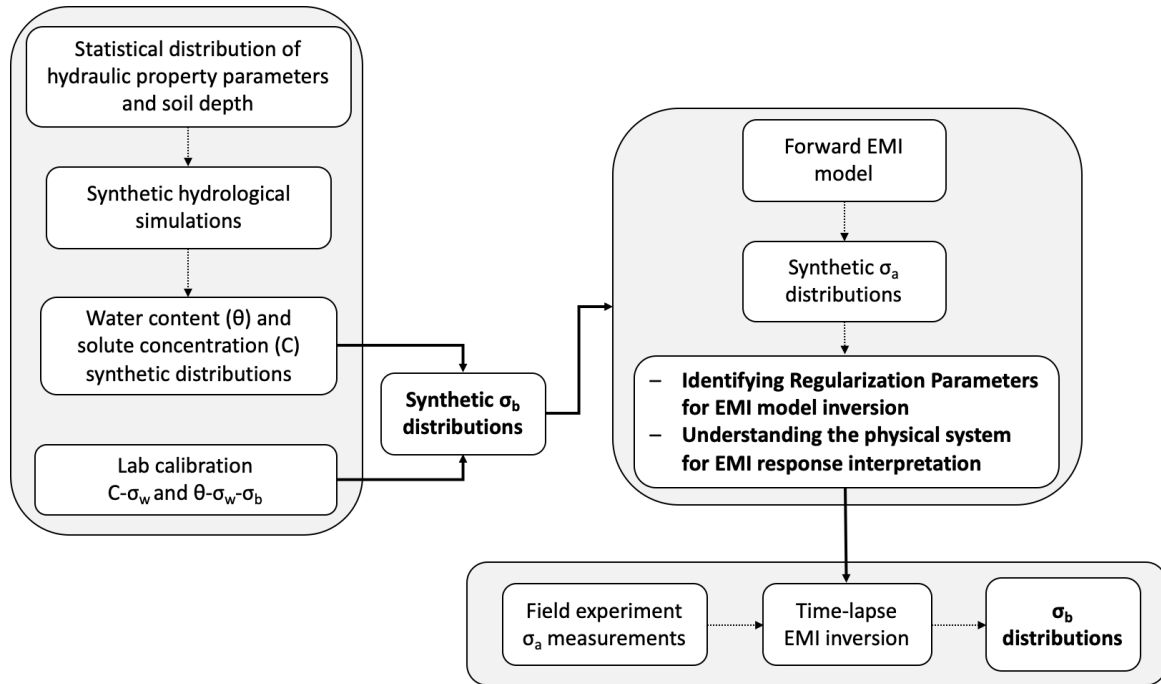 Statistical distribution of
hydraulic property parameters
and soil depth
Synthetic hydrological
simulations
Water content (θ) and
solute concentration (C)
synthetic distributions
Lab calibration
C-σw and θ-σw-σb
Synthetic σb
distributions
Forward EMI
model
Synthetic σa
distributions
– Identifying Regularization Parameters
for EMI model inversion
– Understanding the physical system
for EMI response interpretation
Field experiment
σa measurements
Time-lapse
EMI inversion
σb
distributions